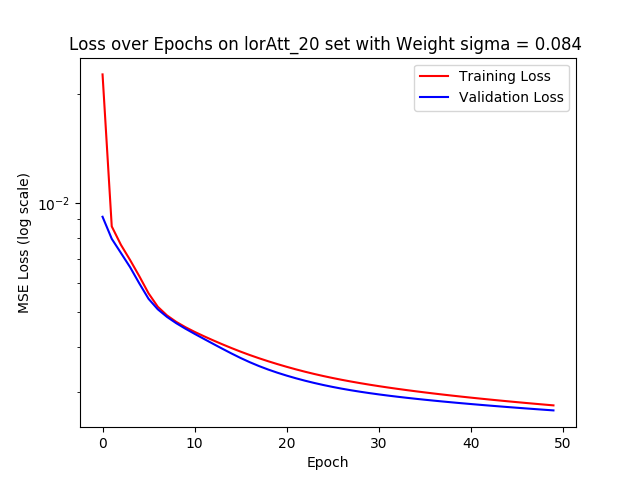 Loss over Epochs on lorAtt_20 set with Weight sigma = 0.084
Training Loss
Validation Loss
10⁻²
MSE Loss (log scale)
0 10 20 30 40 50
Epoch